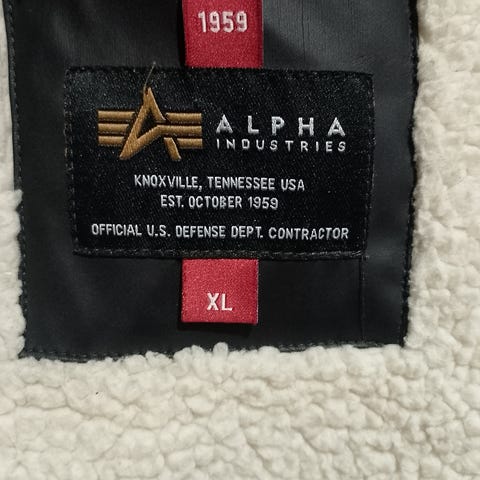 1959
ALPHA
INDUSTRIES
KNOXVILLE, TENNESSEE USA
EST. OCTOBER 1959
OFFICIAL U.S. DEFENSE DEPT. CONTRACTOR
XL